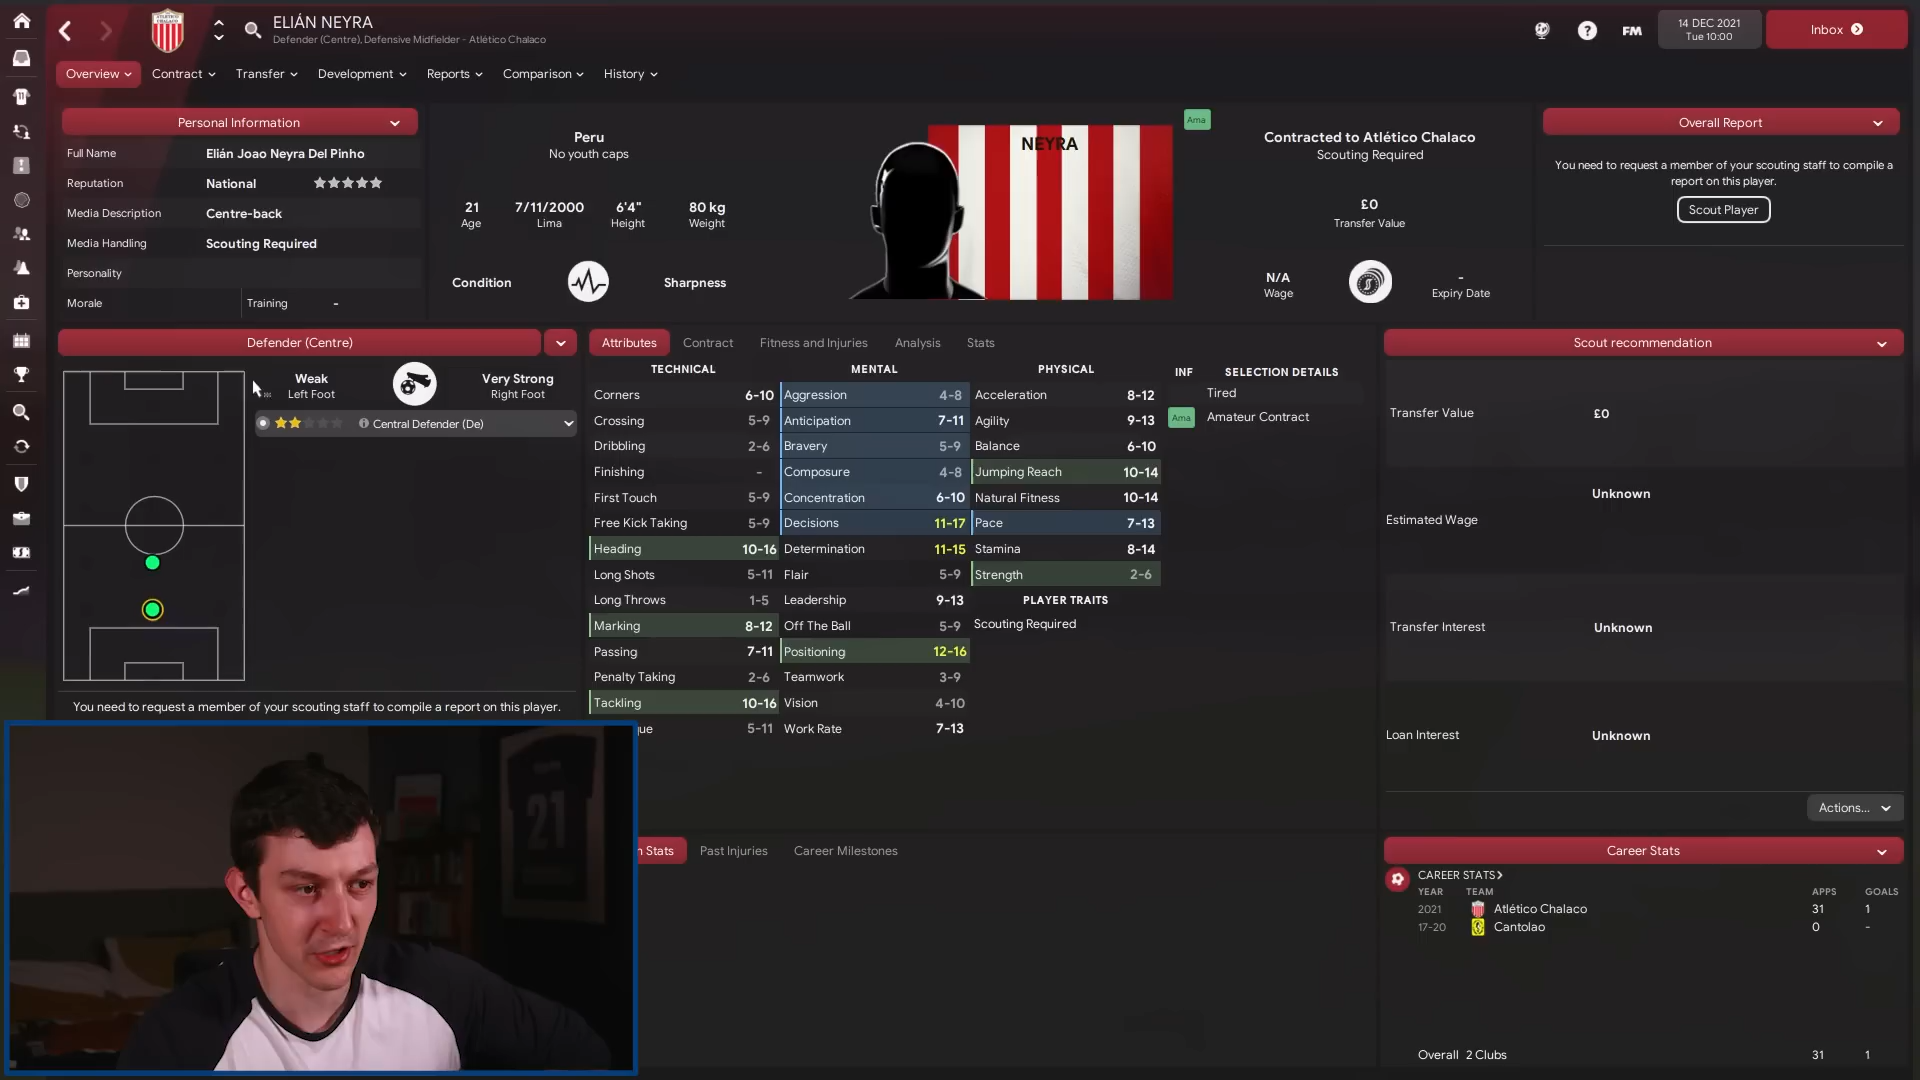 ELIÁN NEYRA
Defender (Centre), Defensive Midfielder - Atlético Chalaco
FM
14 DEC 2021
Tue 10:00
Inbox
Overview
Contract
Transfer
Development
Reports
Comparison
History
Personal Information
Full Name Elián Joao Neyra Del Pinho
Reputation National
Media Description Centre-back
Media Handling Scouting Required
Personality
Morale Training -
Peru
No youth caps
21 7/11/2000 6'4" 80 kg
Age Lima Height Weight
Condition Sharpness
NEYRA
Ama
Contracted to Atlético Chalaco
Scouting Required
£0
Transfer Value
N/A -
Wage Expiry Date
Overall Report
You need to request a member of your scouting staff to compile a
report on this player.
Scout Player
Defender (Centre)
Weak Very Strong
Left Foot Right Foot
Central Defender (De)
You need to request a member of your scouting staff to compile a report on this player.
Attributes Contract Fitness and Injuries Analysis Stats
TECHNICAL MENTAL PHYSICAL INF SELECTION DETAILS
Corners 6-10 Aggression 4-8 Acceleration 8-12 Tired
Crossing 5-9 Anticipation 7-11 Agility 9-13 Ama Amateur Contract
Dribbling 2-6 Bravery 5-9 Balance 6-10
Finishing - Composure 4-8 Jumping Reach 10-14
First Touch 5-9 Concentration 6-10 Natural Fitness 10-14
Free Kick Taking 5-9 Decisions 11-17 Pace 7-13
Heading 10-16 Determination 11-15 Stamina 8-14
Long Shots 5-11 Flair 5-9 Strength 2-6
Long Throws 1-5 Leadership 9-13 PLAYER TRAITS
Marking 8-12 Off The Ball 5-9 Scouting Required
Passing 7-11 Positioning 12-16
Penalty Taking 2-6 Teamwork 3-9
Tackling 10-16 Vision 4-10
que 5-11 Work Rate 7-13
Scout recommendation
Transfer Value £0
Estimated Wage Unknown
Transfer Interest Unknown
Loan Interest Unknown
Actions...
n Stats Past Injuries Career Milestones
Career Stats
CAREER STATS
YEAR TEAM APPS GOALS
2021 Atlético Chalaco 31 1
17-20 Cantolao 0 -
Overall 2 Clubs 31 1
21